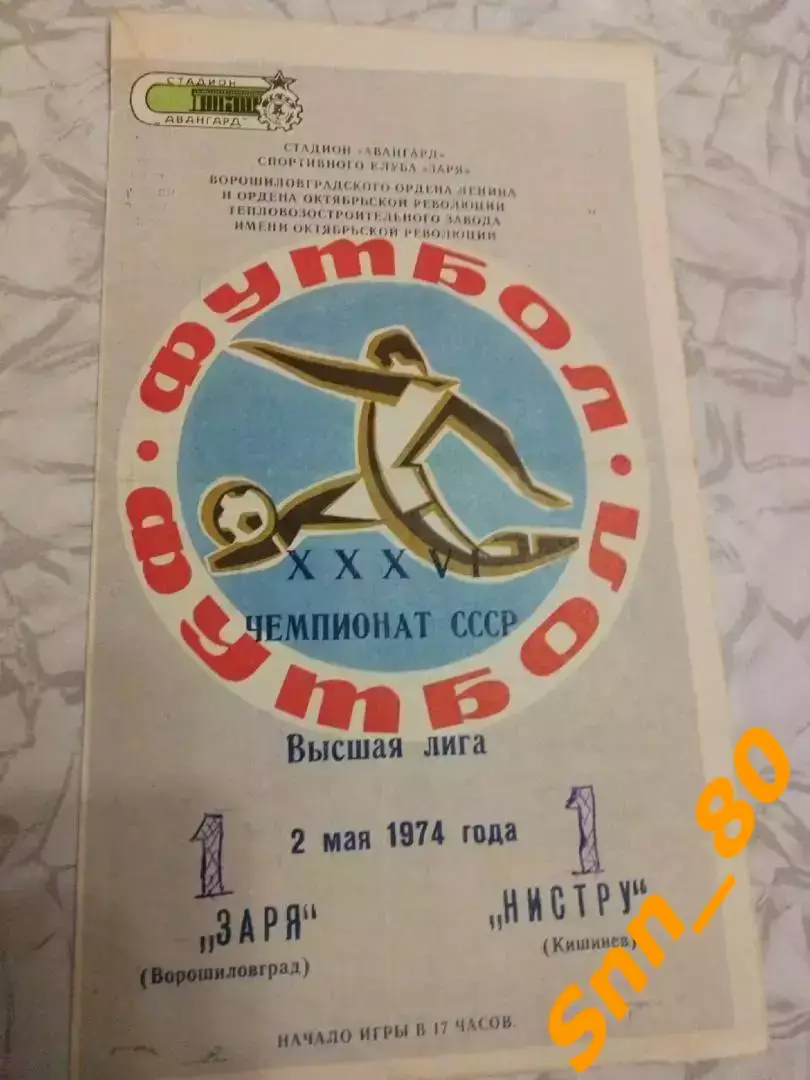 СТАДИОН
„АВАНГАРД"
СТАДИОН «АВАНГАРД»
СПОРТИВНОГО КЛУБА «ЗАРЯ»
ВОРОШИЛОВГРАДСКОГО ОРДЕНА ЛЕНИНА
И ОРДЕНА ОКТЯБРЬСКОЙ РЕВОЛЮЦИИ
ТЕПЛОВОЗОСТРОИТЕЛЬНОГО ЗАВОДА
ИМЕНИ ОКТЯБРЬСКОЙ РЕВОЛЮЦИИ
ФУТБОЛ · ФУТБОЛ ·
XXXVI
ЧЕМПИОНАТ СССР
Высшая лига
1 2 мая 1974 года 1
„ЗАРЯ" „НИСТРУ"
(Ворошиловград) (Кишинев)
НАЧАЛО ИГРЫ В 17 ЧАСОВ.
Snn_80